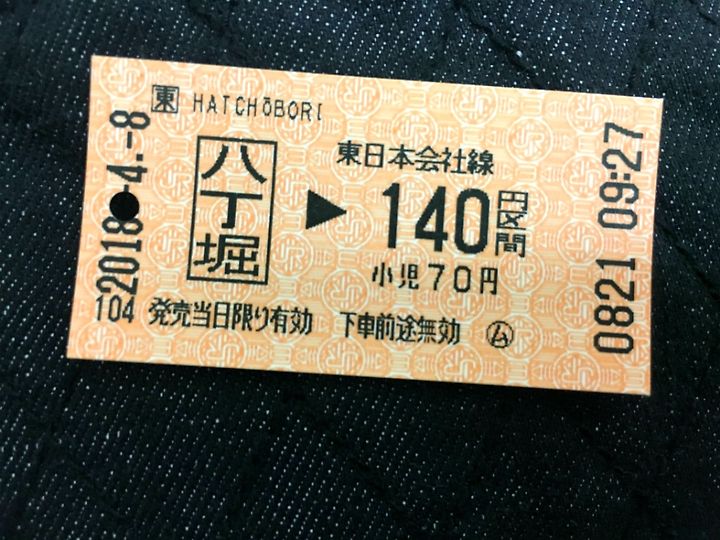 東 HATCHŌBORI
八丁堀
▶
東日本会社線
140円区間
小児70円
発売当日限り有効 下車前途無効 ㋰
2018.-4.-8
104
0821 09:27